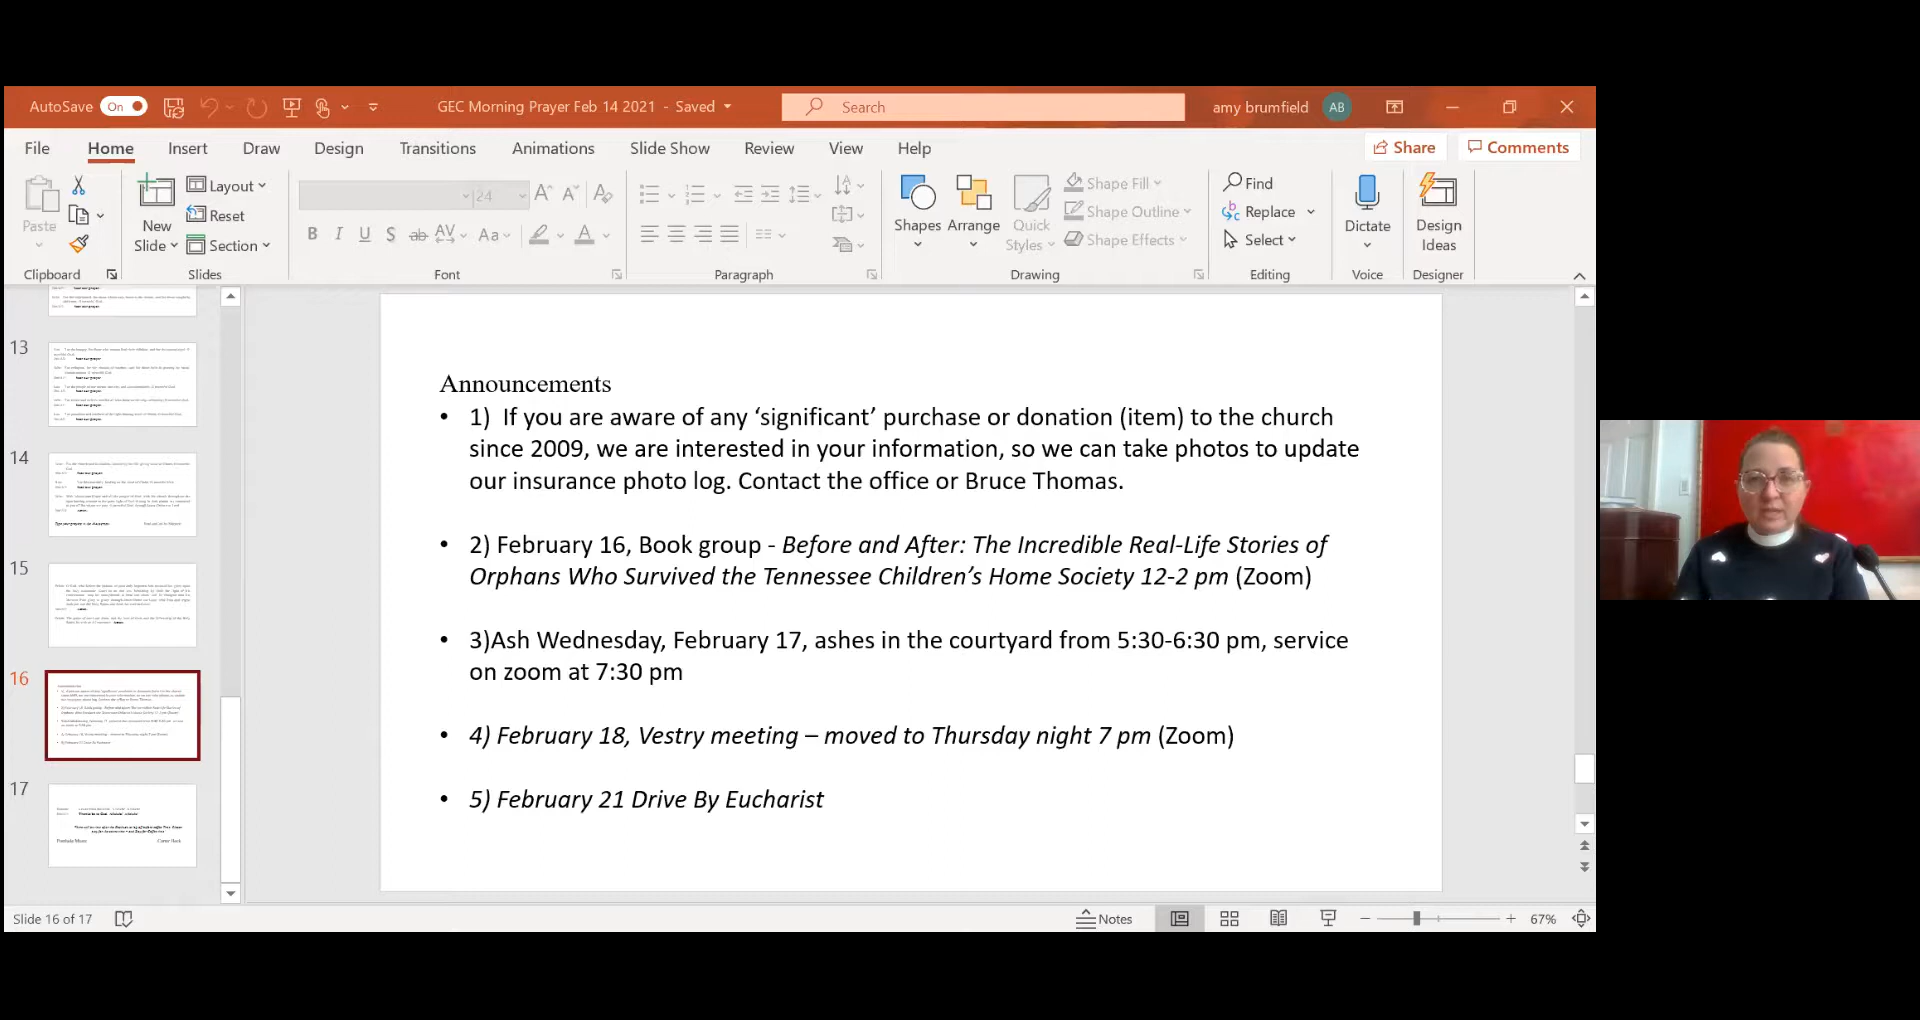 AutoSave On GEC Morning Prayer Feb 14 2021 - Saved Search amy brumfield AB
File Home Insert Draw Design Transitions Animations Slide Show Review View Help Share Comments
Paste
New Slide
Layout
Reset
Section
24
B I U S ab AV Aa A
Shapes Arrange Quick Styles
Shape Fill
Shape Outline
Shape Effects
Find
Replace
Select
Dictate
Design Ideas
Clipboard Slides Font Paragraph Drawing Editing Voice Designer
13
14
15
16
17
Announcements
• 1) If you are aware of any ‘significant’ purchase or donation (item) to the church
since 2009, we are interested in your information, so we can take photos to update
our insurance photo log. Contact the office or Bruce Thomas.
• 2) February 16, Book group - Before and After: The Incredible Real-Life Stories of
Orphans Who Survived the Tennessee Children’s Home Society 12-2 pm (Zoom)
• 3)Ash Wednesday, February 17, ashes in the courtyard from 5:30-6:30 pm, service
on zoom at 7:30 pm
• 4) February 18, Vestry meeting – moved to Thursday night 7 pm (Zoom)
• 5) February 21 Drive By Eucharist
Slide 16 of 17 Notes 67%